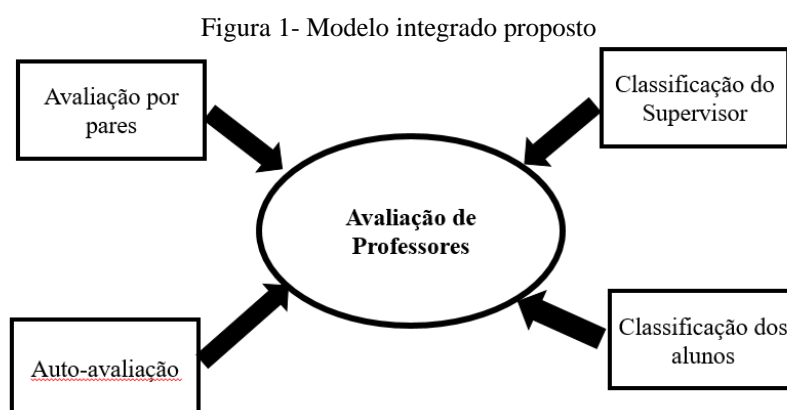 Figura 1- Modelo integrado proposto
Avaliação por
pares
Classificação do
Supervisor
Avaliação de
Professores
Auto-avaliação
Classificação dos
alunos